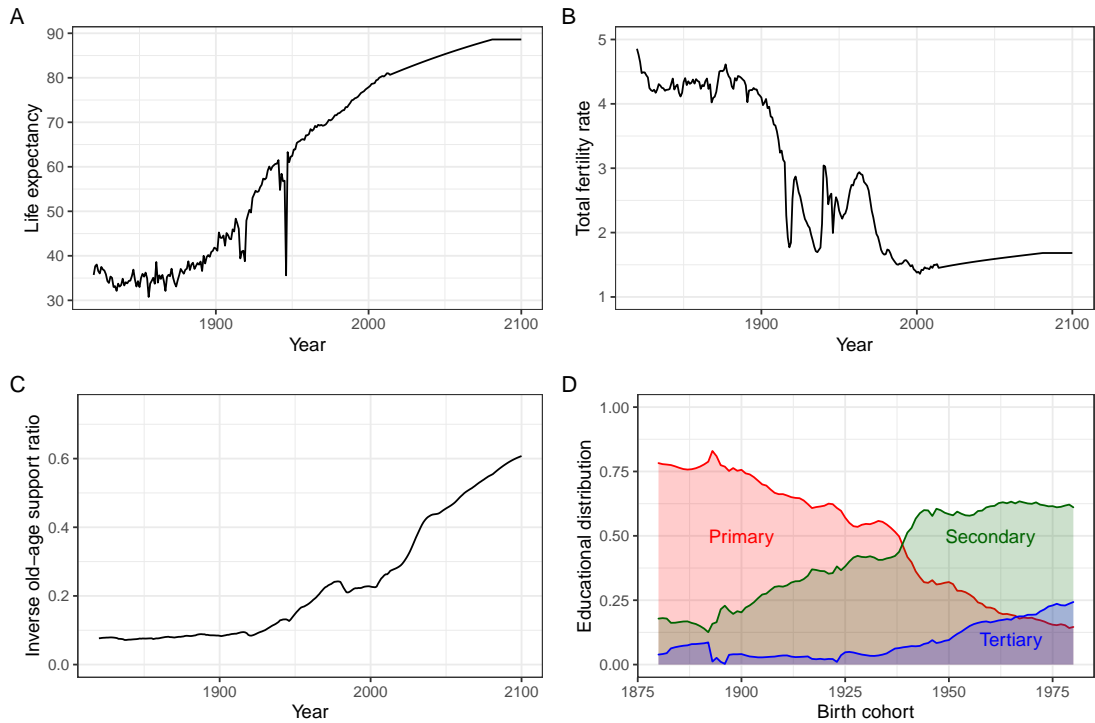 A
Life expectancy
90
80
70
60
50
40
30
1900
2000
2100
Year
B
Total fertility rate
5
4
3
2
1
1900
2000
2100
Year
C
Inverse old−age support ratio
0.6
0.4
0.2
0.0
1900
2000
2100
Year
D
Educational distribution
1.00
0.75
0.50
0.25
0.00
Primary
Secondary
Tertiary
1875
1900
1925
1950
1975
Birth cohort